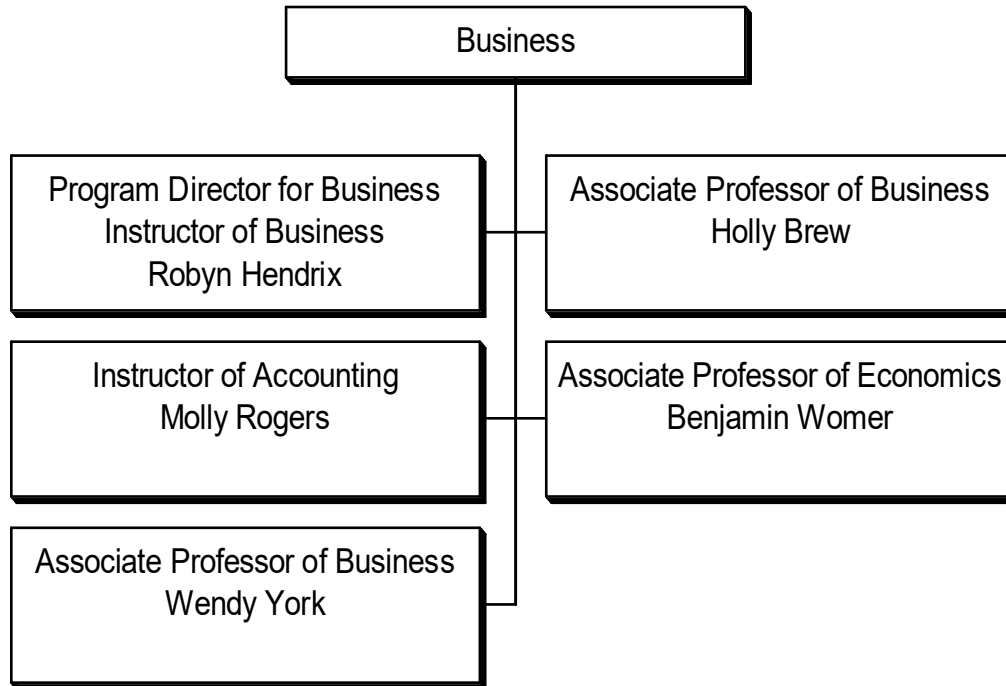 Business
Program Director for Business
Instructor of Business
Robyn Hendrix
Associate Professor of Business
Holly Brew
Instructor of Accounting
Molly Rogers
Associate Professor of Economics
Benjamin Womer
Associate Professor of Business
Wendy York